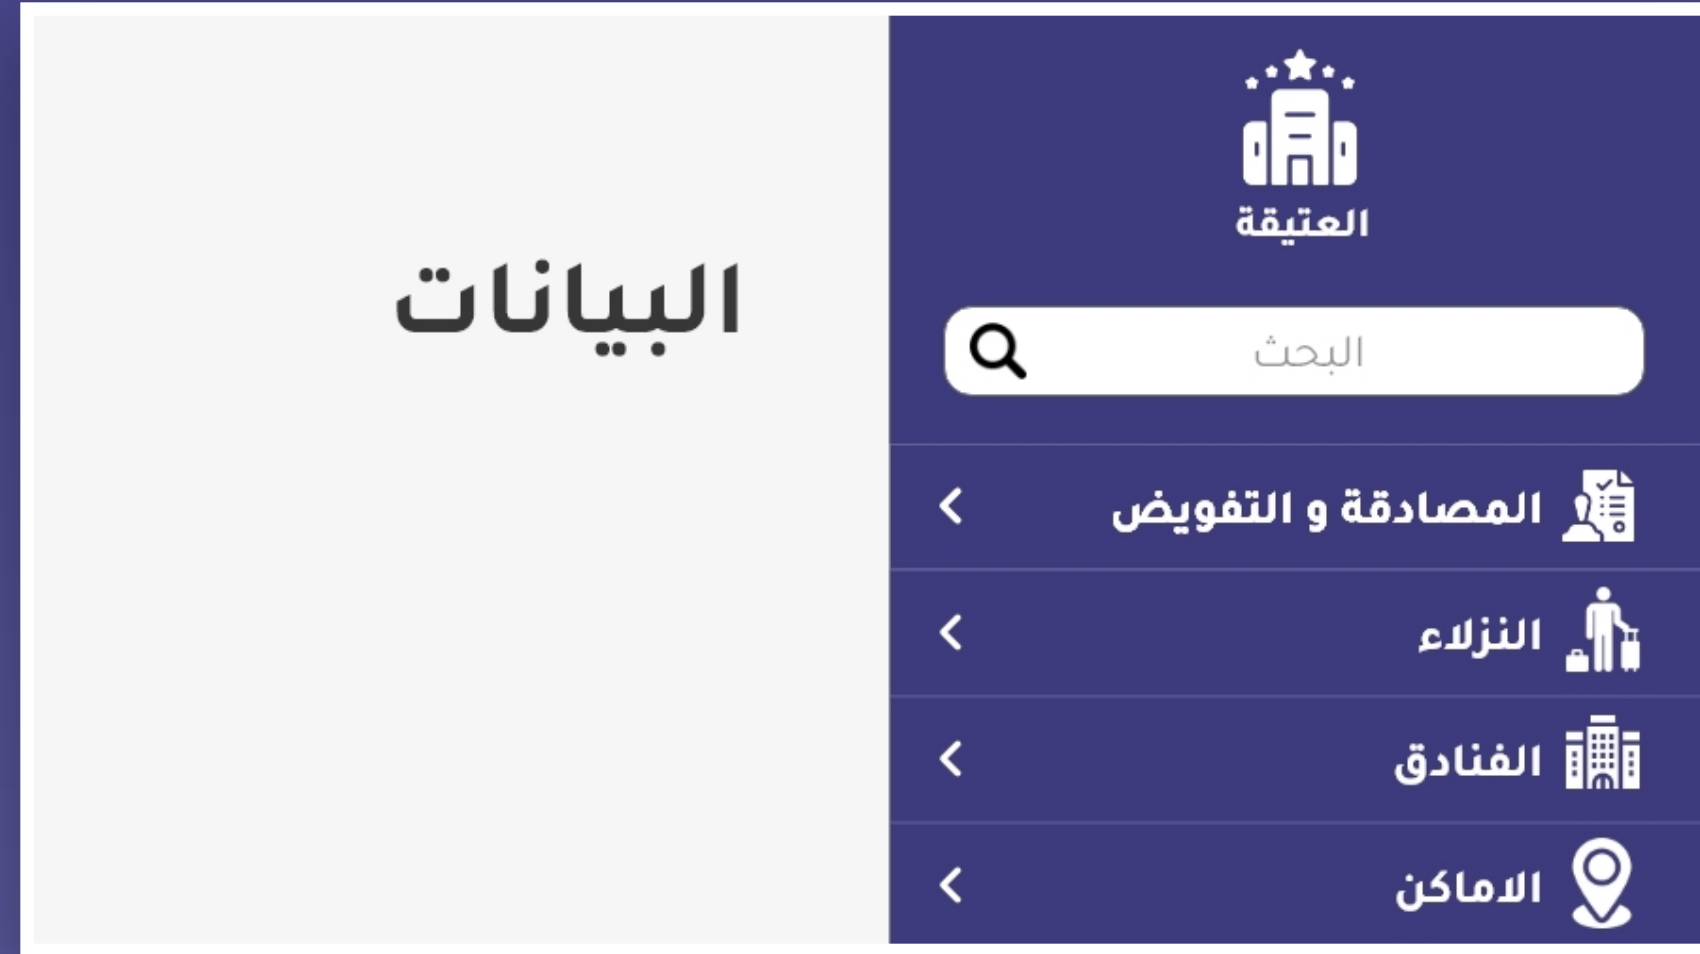 العتيقة
البحث
المصادقة و التفويض
النزلاء
الفنادق
الاماكن
البيانات